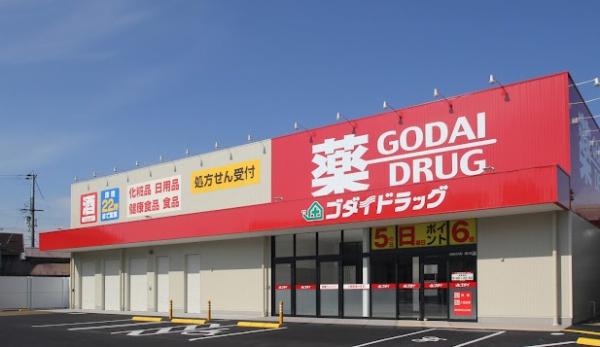 酒
22時
化粧品 日用品
健康食品 食品
処方せん受付
薬
GODAI
DRUG
ゴダイドラッグ
5の日 ポイント6倍